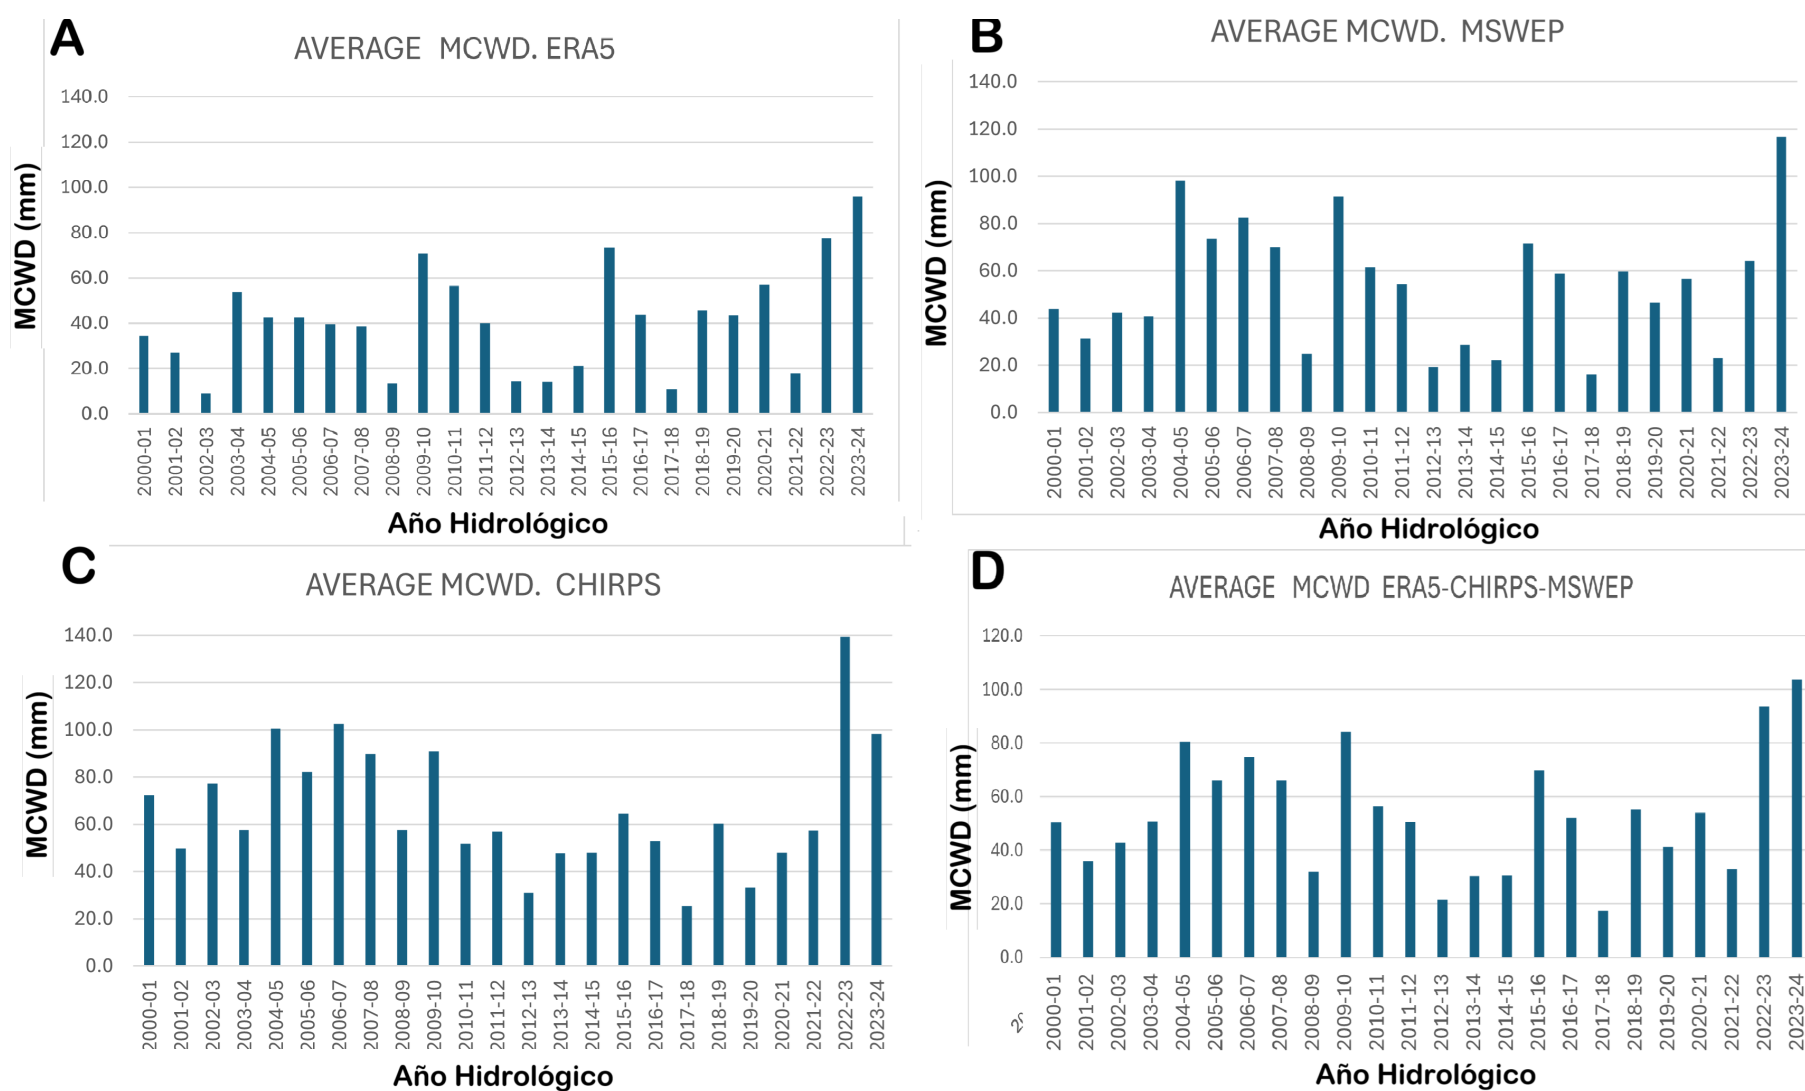 A
AVERAGE MCWD. ERA5
140.0
120.0
100.0
80.0
60.0
40.0
20.0
0.0
MCWD (mm)
2000-01 2001-02 2002-03 2003-04 2004-05 2005-06 2006-07 2007-08 2008-09 2009-10 2010-11 2011-12 2012-13 2013-14 2014-15 2015-16 2016-17 2017-18 2018-19 2019-20 2020-21 2021-22 2022-23 2023-24
Año Hidrológico
B
AVERAGE MCWD. MSWEP
140.0
120.0
100.0
80.0
60.0
40.0
20.0
0.0
MCWD (mm)
2000-01 2001-02 2002-03 2003-04 2004-05 2005-06 2006-07 2007-08 2008-09 2009-10 2010-11 2011-12 2012-13 2013-14 2014-15 2015-16 2016-17 2017-18 2018-19 2019-20 2020-21 2021-22 2022-23 2023-24
Año Hidrológico
C
AVERAGE MCWD. CHIRPS
140.0
120.0
100.0
80.0
60.0
40.0
20.0
0.0
MCWD (mm)
2000-01 2001-02 2002-03 2003-04 2004-05 2005-06 2006-07 2007-08 2008-09 2009-10 2010-11 2011-12 2012-13 2013-14 2014-15 2015-16 2016-17 2017-18 2018-19 2019-20 2020-21 2021-22 2022-23 2023-24
Año Hidrológico
D
AVERAGE MCWD ERA5-CHIRPS-MSWEP
120.0
100.0
80.0
60.0
40.0
20.0
0.0
MCWD (mm)
2000-01 2001-02 2002-03 2003-04 2004-05 2005-06 2006-07 2007-08 2008-09 2009-10 2010-11 2011-12 2012-13 2013-14 2014-15 2015-16 2016-17 2017-18 2018-19 2019-20 2020-21 2021-22 2022-23 2023-24
Año Hidrológico